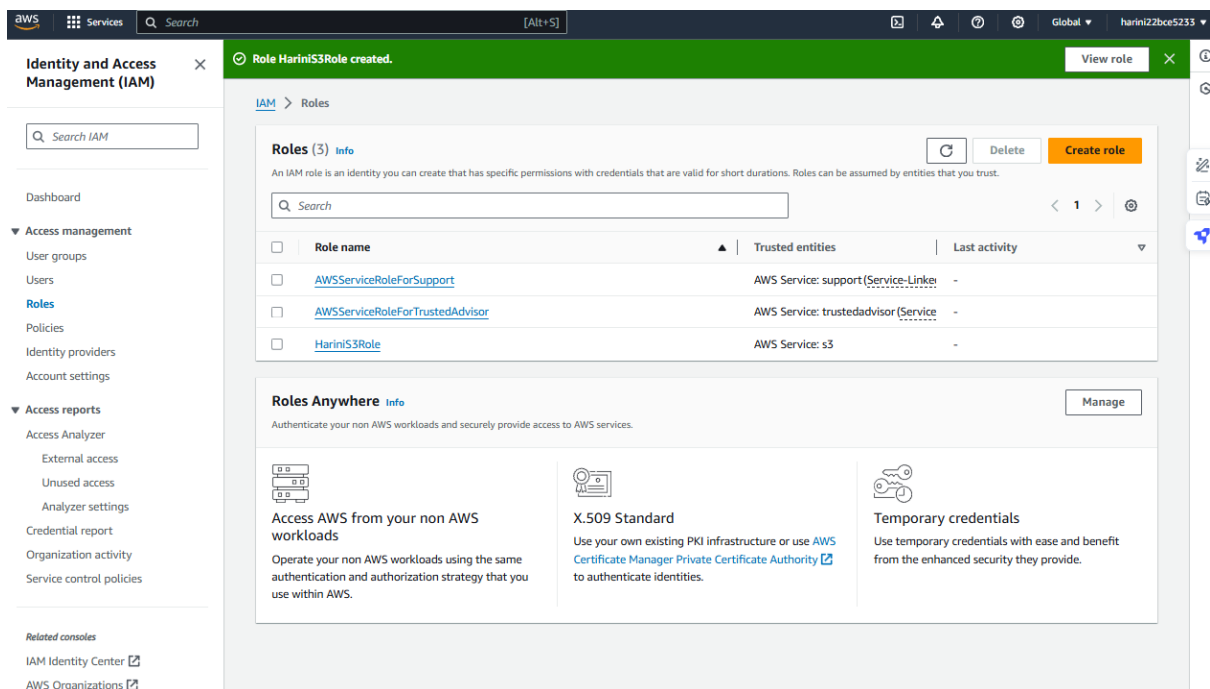 aws
Services
Search
[Alt+S]
Global
harini22bce5233
Identity and Access
Management (IAM)
Search IAM
Dashboard
Access management
User groups
Users
Roles
Policies
Identity providers
Account settings
Access reports
Access Analyzer
External access
Unused access
Analyzer settings
Credential report
Organization activity
Service control policies
Related consoles
IAM Identity Center
AWS Organizations
Role HariniS3Role created.
View role
IAM > Roles
Roles (3) Info
Delete
Create role
An IAM role is an identity you can create that has specific permissions with credentials that are valid for short durations. Roles can be assumed by entities that you trust.
Search
1
Role name
Trusted entities
Last activity
AWSServiceRoleForSupport
AWS Service: support (Service-Linke
-
AWSServiceRoleForTrustedAdvisor
AWS Service: trustedadvisor (Service
-
HariniS3Role
AWS Service: s3
-
Roles Anywhere Info
Manage
Authenticate your non AWS workloads and securely provide access to AWS services.
Access AWS from your non AWS
workloads
Operate your non AWS workloads using the same
authentication and authorization strategy that you
use within AWS.
X.509 Standard
Use your own existing PKI infrastructure or use AWS
Certificate Manager Private Certificate Authority
to authenticate identities.
Temporary credentials
Use temporary credentials with ease and benefit
from the enhanced security they provide.